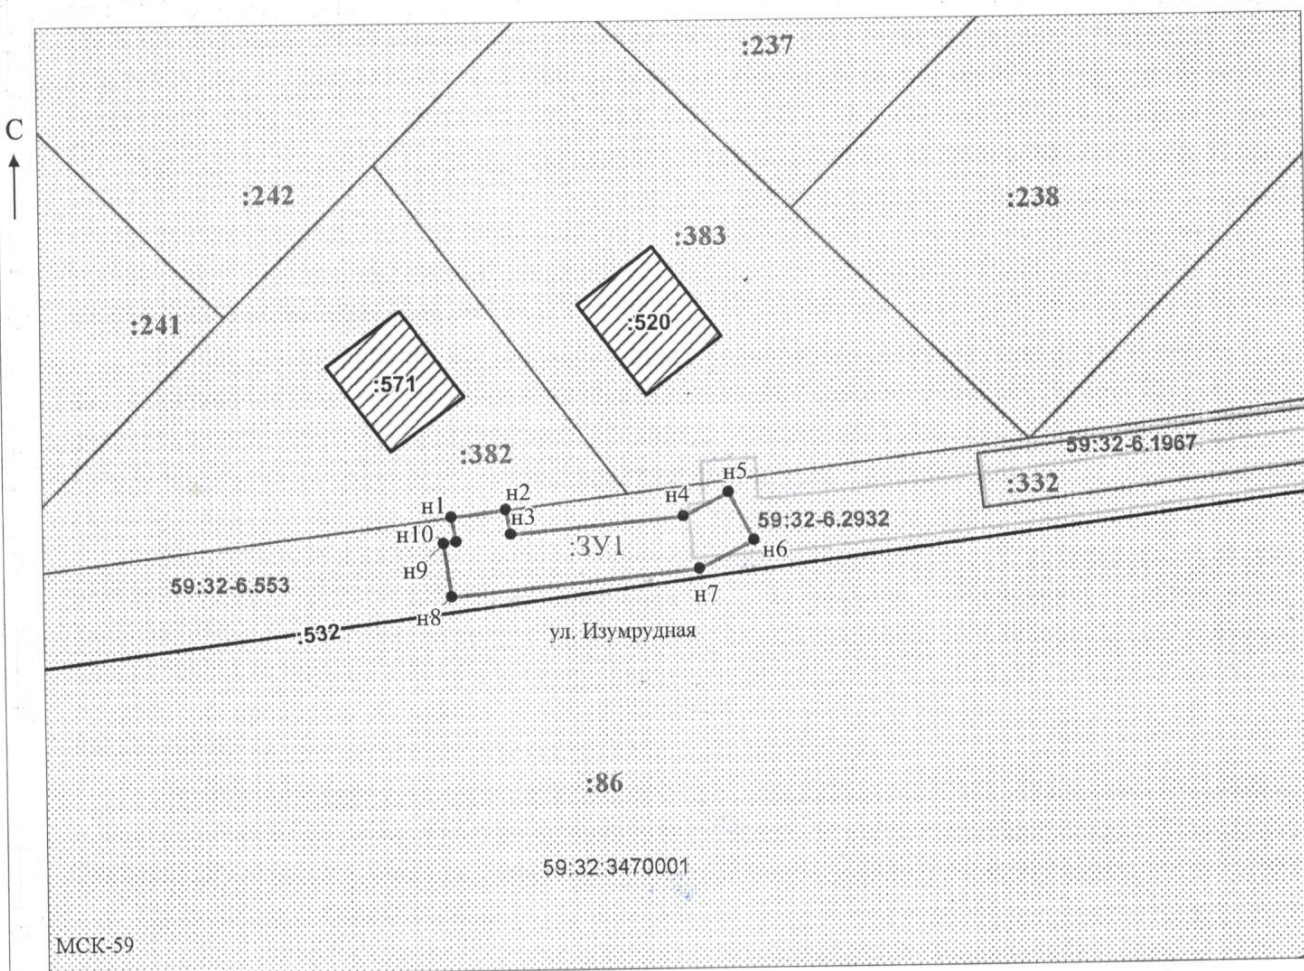 :237
С
:242
:238
:383
:241
:520
:571
59:32-6.1967
:382
:332
н5
н2
н1
н4
н3
59:32-6.2932
н10
:ЗУ1
н6
н9
59:32-6.553
н7
н8
:532
ул. Изумрудная
:86
59:32:3470001
МСК-59